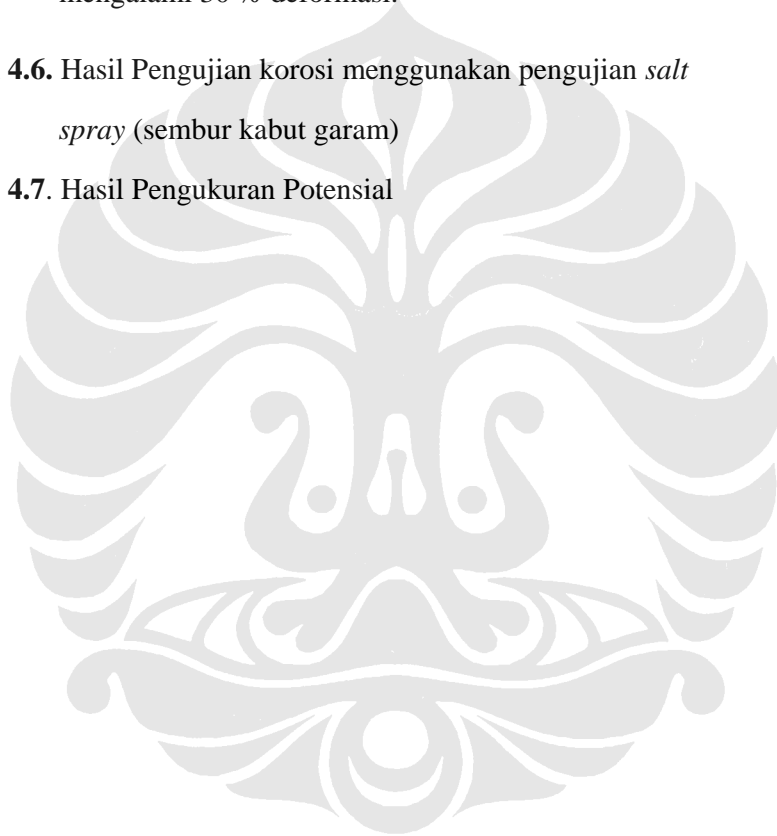 4.6. Hasil Pengujian korosi menggunakan pengujian salt
spray (sembur kabut garam)
4.7. Hasil Pengukuran Potensial